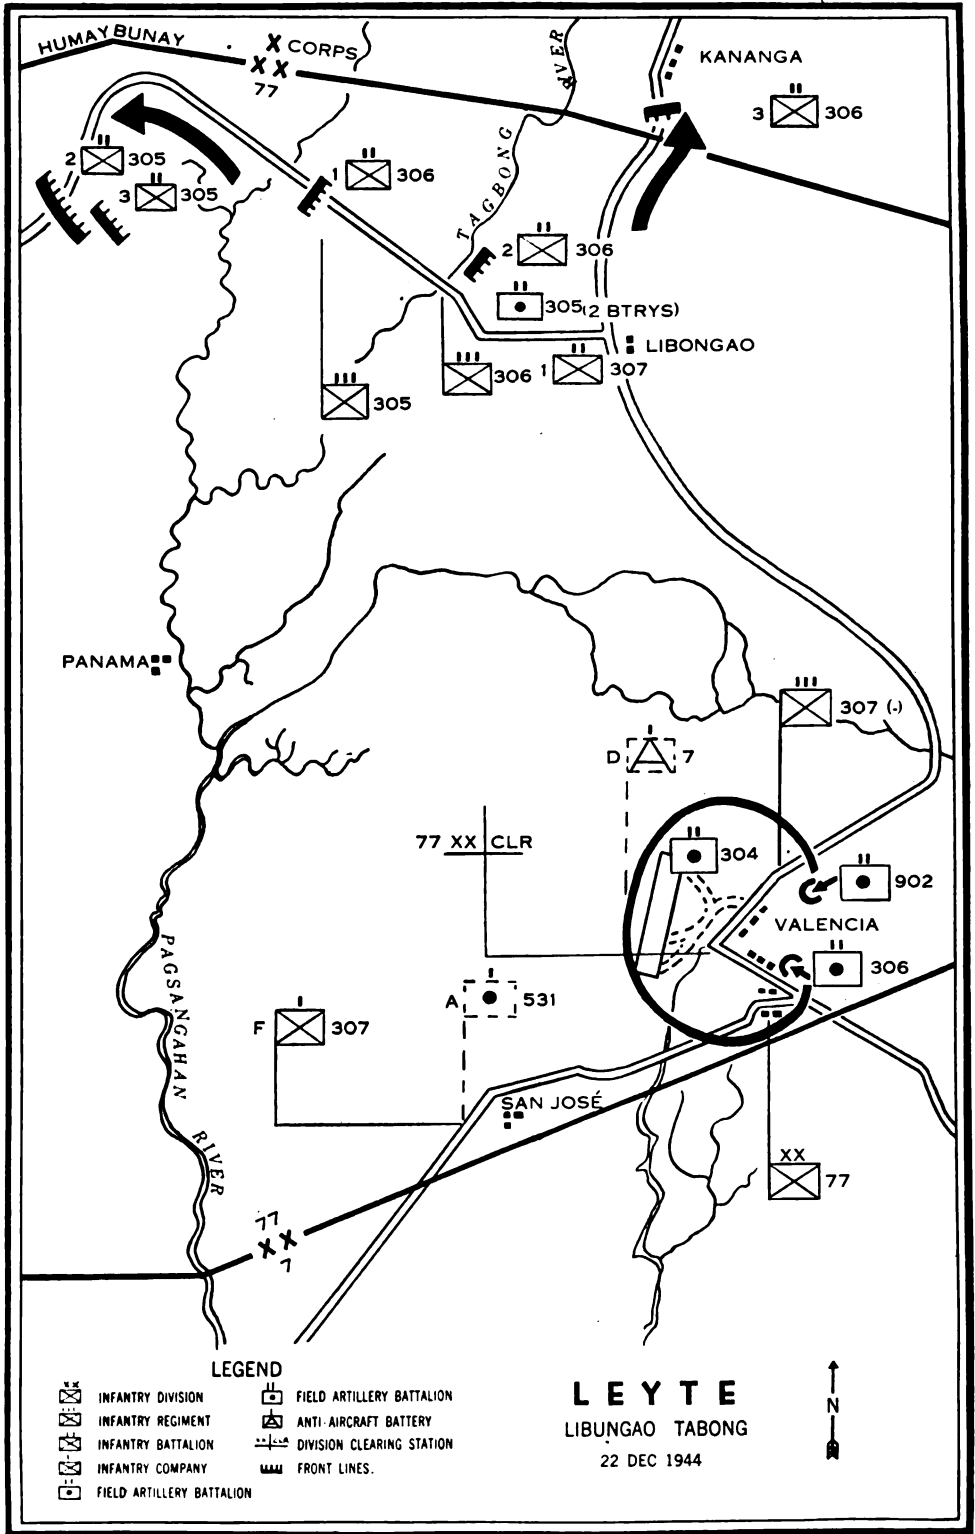 HUMAYBUNAY
X CORPS
XX
77
RIVER
KANANGA
3 306
2 305
3 305
1 306
TAGBONG
2 306
305 (2 BTRYS)
LIBONGAO
305
306
1 307
PANAMA
307 (-)
D 7
77 XX CLR
304
902
VALENCIA
306
A 531
F 307
PAGSANGAHAN
RIVER
SAN JOSÉ
XX
77
77
XX
7
LEGEND
INFANTRY DIVISION
INFANTRY REGIMENT
INFANTRY BATTALION
INFANTRY COMPANY
FIELD ARTILLERY BATTALION
FIELD ARTILLERY BATTALION
ANTI-AIRCRAFT BATTERY
DIVISION CLEARING STATION
FRONT LINES.
LEYTE
LIBUNGAO TABONG
22 DEC 1944
N